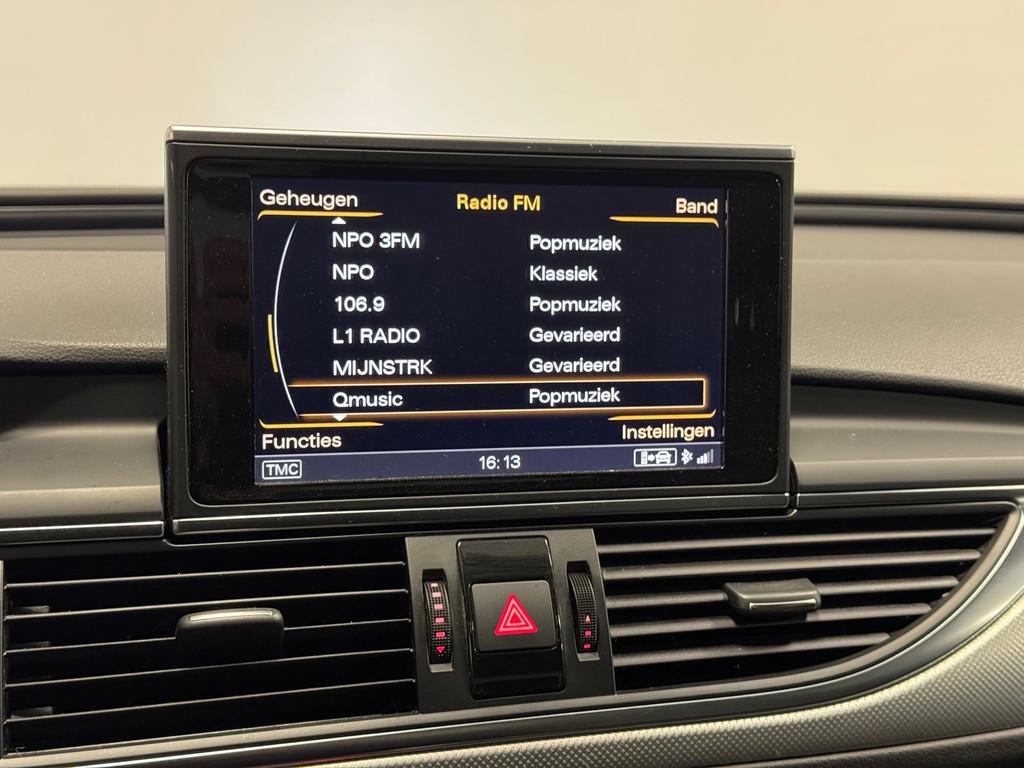 Geheugen Radio FM Band
NPO 3FM Popmuziek
NPO Klassiek
106.9 Popmuziek
L1 RADIO Gevarieerd
MIJNSTRK Gevarieerd
Qmusic Popmuziek
Functies Instellingen
TMC 16:13